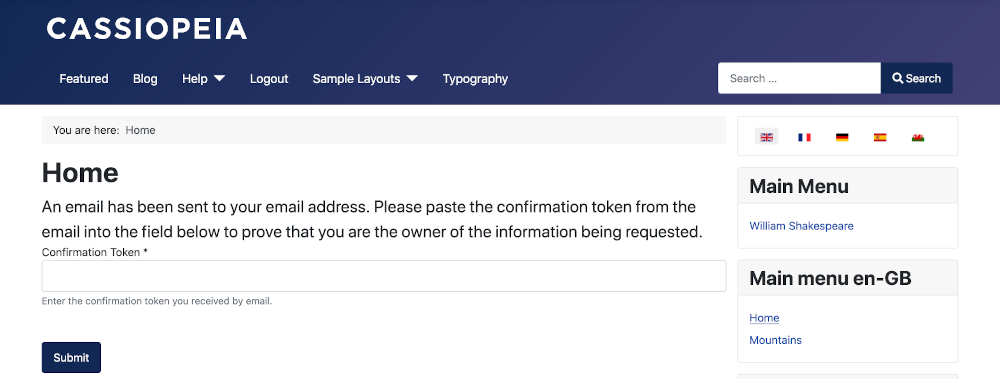 CASSIOPEIA
Featured Blog Help Logout Sample Layouts Typography
Search … Search
You are here: Home
Home
An email has been sent to your email address. Please paste the confirmation token from the
email into the field below to prove that you are the owner of the information being requested.
Confirmation Token *
Enter the confirmation token you received by email.
Submit
Main Menu
William Shakespeare
Main menu en-GB
Home
Mountains